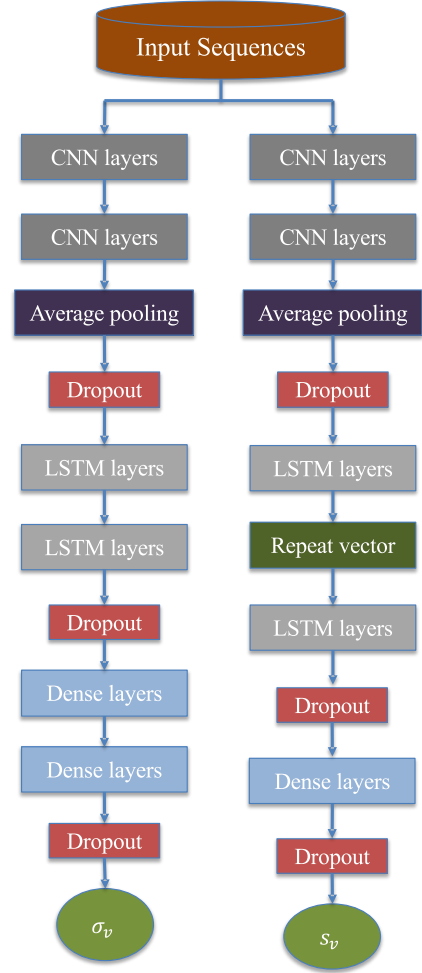 Input Sequences
CNN layers
CNN layers
Average pooling
Dropout
LSTM layers
LSTM layers
Dropout
Dense layers
Dense layers
Dropout
σᵥ
CNN layers
CNN layers
Average pooling
Dropout
LSTM layers
Repeat vector
LSTM layers
Dropout
Dense layers
Dropout
sᵥ